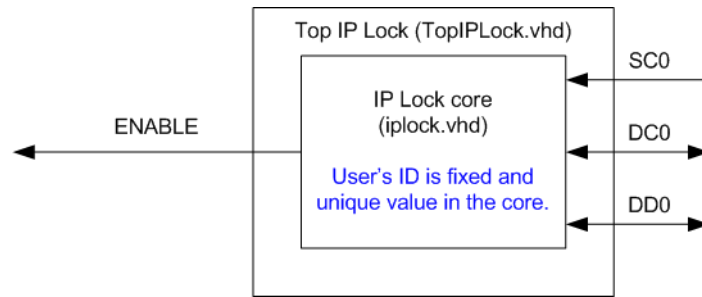 Top IP Lock (TopIPLock.vhd)
SC0
IP Lock core
(iplock.vhd)
ENABLE
DC0
User's ID is fixed and
unique value in the core.
DD0